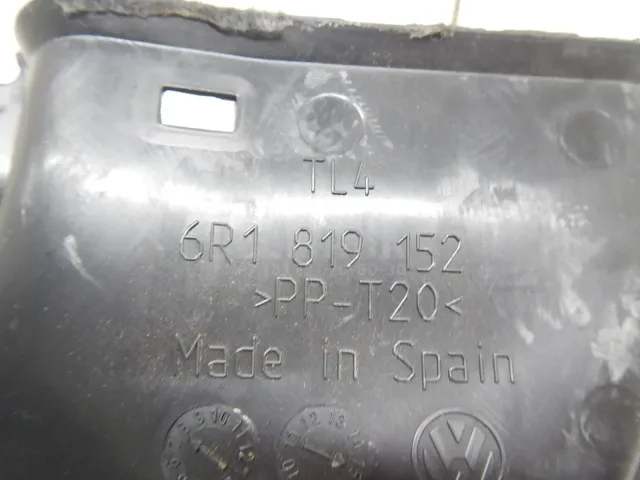 TL4
6R1 819 152
>PP-T20<
Made in Spain